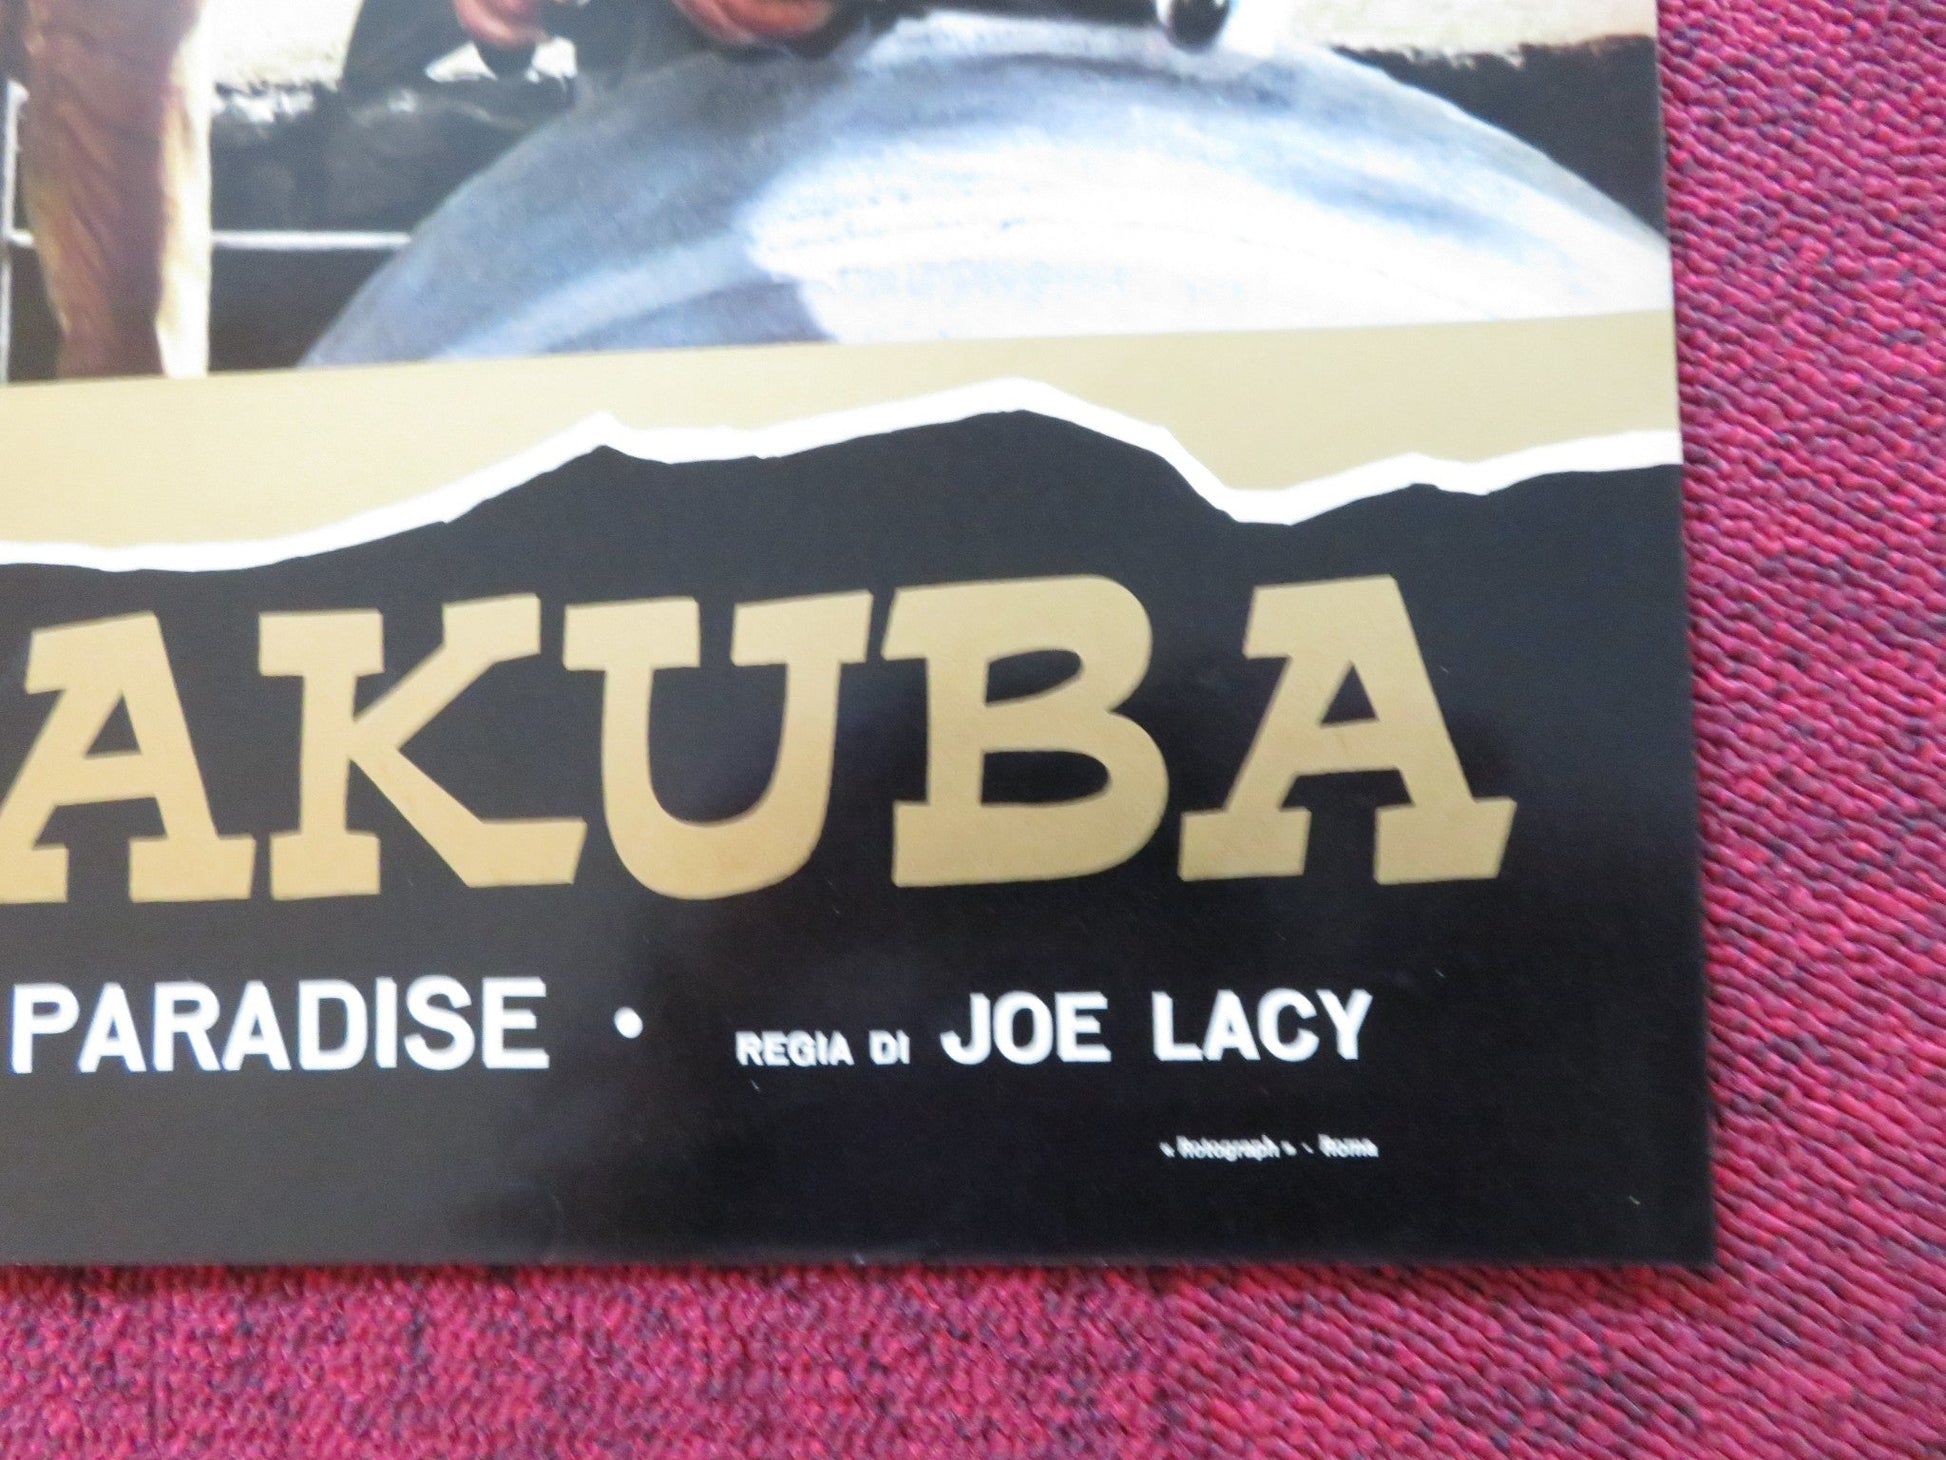 AKUBA
PARADISE • REGIA DI JOE LACY
« Rotograph » - Roma